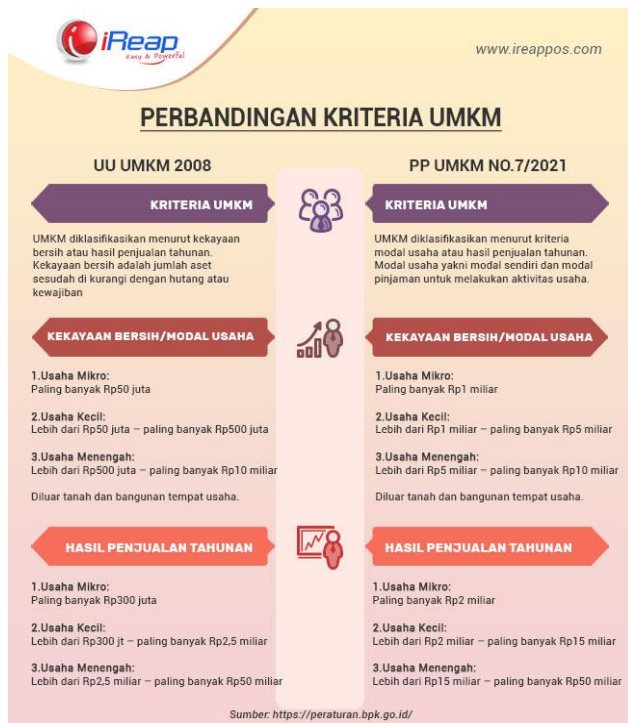 iReap
Easy & Powerful
www.ireappos.com
PERBANDINGAN KRITERIA UMKM
UU UMKM 2008
KRITERIA UMKM
UMKM diklasifikasikan menurut kekayaan
bersih atau hasil penjualan tahunan.
Kekayaan bersih adalah jumlah aset
sesudah di kurangi dengan hutang atau
kewajiban
KEKAYAAN BERSIH/MODAL USAHA
1.Usaha Mikro:
Paling banyak Rp50 juta
2.Usaha Kecil:
Lebih dari Rp50 juta – paling banyak Rp500 juta
3.Usaha Menengah:
Lebih dari Rp500 juta – paling banyak Rp10 miliar
Diluar tanah dan bangunan tempat usaha.
HASIL PENJUALAN TAHUNAN
1.Usaha Mikro:
Paling banyak Rp300 juta
2.Usaha Kecil:
Lebih dari Rp300 jt – paling banyak Rp2,5 miliar
3.Usaha Menengah:
Lebih dari Rp2,5 miliar – paling banyak Rp50 miliar
PP UMKM NO.7/2021
KRITERIA UMKM
UMKM diklasifikasikan menurut kriteria
modal usaha atau hasil penjualan tahunan.
Modal usaha yakni modal sendiri dan modal
pinjaman untuk melakukan aktivitas usaha.
KEKAYAAN BERSIH/MODAL USAHA
1.Usaha Mikro:
Paling banyak Rp1 miliar
2.Usaha Kecil:
Lebih dari Rp1 miliar – paling banyak Rp5 miliar
3.Usaha Menengah:
Lebih dari Rp5 miliar – paling banyak Rp10 miliar
Diluar tanah dan bangunan tempat usaha.
HASIL PENJUALAN TAHUNAN
1.Usaha Mikro:
Paling banyak Rp2 miliar
2.Usaha Kecil:
Lebih dari Rp2 miliar – paling banyak Rp15 miliar
3.Usaha Menengah:
Lebih dari Rp15 miliar – paling banyak Rp50 miliar
Sumber: https://peraturan.bpk.go.id/